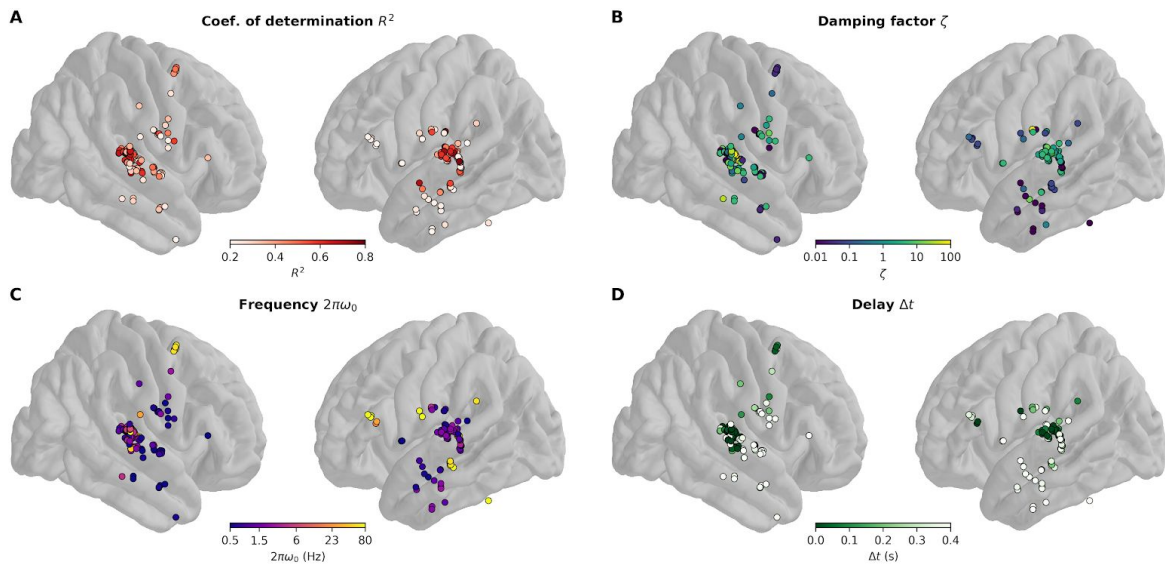 A
Coef. of determination R²
0.2 0.4 0.6 0.8
R²
B
Damping factor ζ
0.01 0.1 1 10 100
ζ
C
Frequency 2πω₀
0.5 1.5 6 23 80
2πω₀ (Hz)
D
Delay Δt
0.0 0.1 0.2 0.3 0.4
Δt (s)